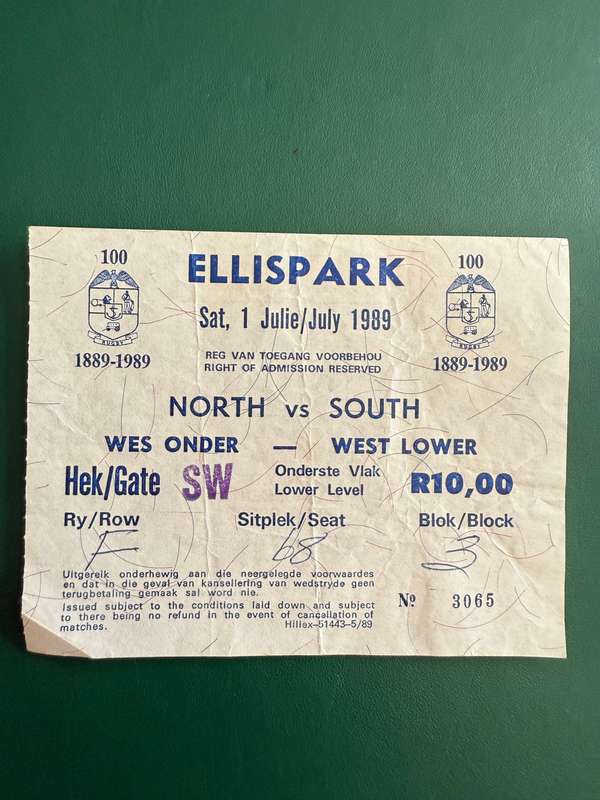 100
ELLISPARK
100
Sat, 1 Julie/July 1989
RUGBY
RUGBY
1889-1989
REG VAN TOEGANG VOORBEHOU
RIGHT OF ADMISSION RESERVED
1889-1989
NORTH vs SOUTH
WES ONDER — WEST LOWER
Hek/Gate SW Onderste Vlak
Lower Level R10,00
Ry/Row Sitplek/Seat Blok/Block
F 68 3
Uitgereik onderhewig aan die neergelegde voorwaardes
en dat in die geval van kansellering van wedstryde geen
terugbetaling gemaak sal word nie.
Issued subject to the conditions laid down and subject
to there being no refund in the event of cancellation of
matches. Hillex-51443-5/89
Nº 3065